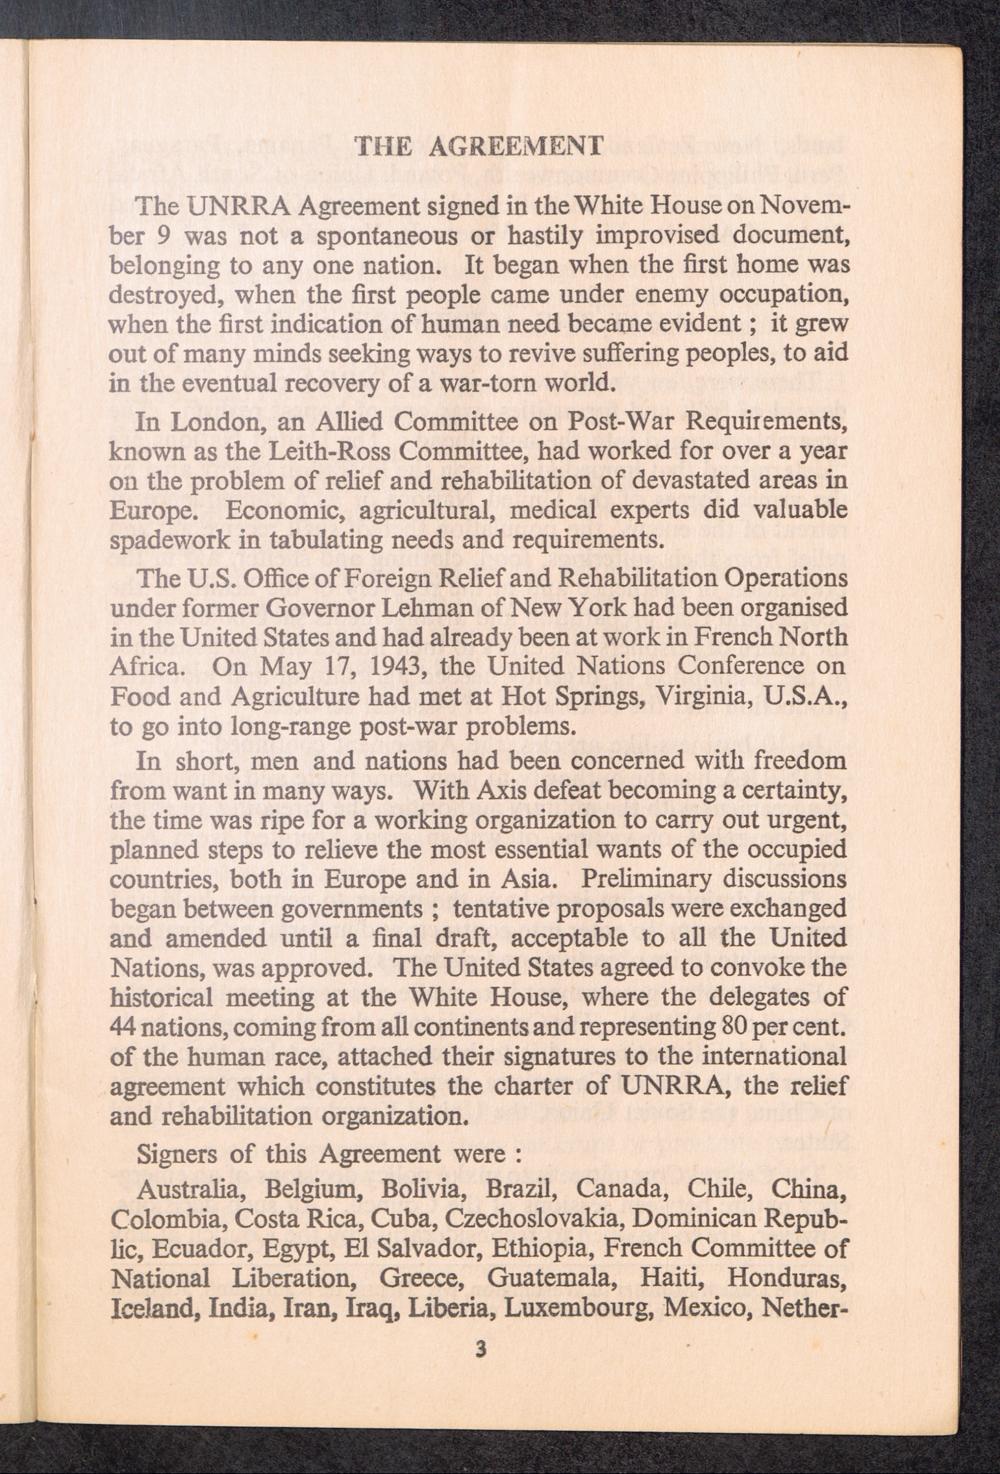 THE AGREEMENT
The UNRRA Agreement signed in the White House on Novem-
ber 9 was not a spontaneous or hastily improvised document,
belonging to any one nation. It began when the first home was
destroyed, when the first people came under enemy occupation,
when the first indication of human need became evident ; it grew
out of many minds seeking ways to revive suffering peoples, to aid
in the eventual recovery of a war-torn world.
In London, an Allied Committee on Post-War Requirements,
known as the Leith-Ross Committee, had worked for over a year
on the problem of relief and rehabilitation of devastated areas in
Europe. Economic, agricultural, medical experts did valuable
spadework in tabulating needs and requirements.
The U.S. Office of Foreign Relief and Rehabilitation Operations
under former Governor Lehman of New York had been organised
in the United States and had already been at work in French North
Africa. On May 17, 1943, the United Nations Conference on
Food and Agriculture had met at Hot Springs, Virginia, U.S.A.,
to go into long-range post-war problems.
In short, men and nations had been concerned with freedom
from want in many ways. With Axis defeat becoming a certainty,
the time was ripe for a working organization to carry out urgent,
planned steps to relieve the most essential wants of the occupied
countries, both in Europe and in Asia. Preliminary discussions
began between governments ; tentative proposals were exchanged
and amended until a final draft, acceptable to all the United
Nations, was approved. The United States agreed to convoke the
historical meeting at the White House, where the delegates of
44 nations, coming from all continents and representing 80 per cent.
of the human race, attached their signatures to the international
agreement which constitutes the charter of UNRRA, the relief
and rehabilitation organization.
Signers of this Agreement were :
Australia, Belgium, Bolivia, Brazil, Canada, Chile, China,
Colombia, Costa Rica, Cuba, Czechoslovakia, Dominican Repub-
lic, Ecuador, Egypt, El Salvador, Ethiopia, French Committee of
National Liberation, Greece, Guatemala, Haiti, Honduras,
Iceland, India, Iran, Iraq, Liberia, Luxembourg, Mexico, Nether-
3